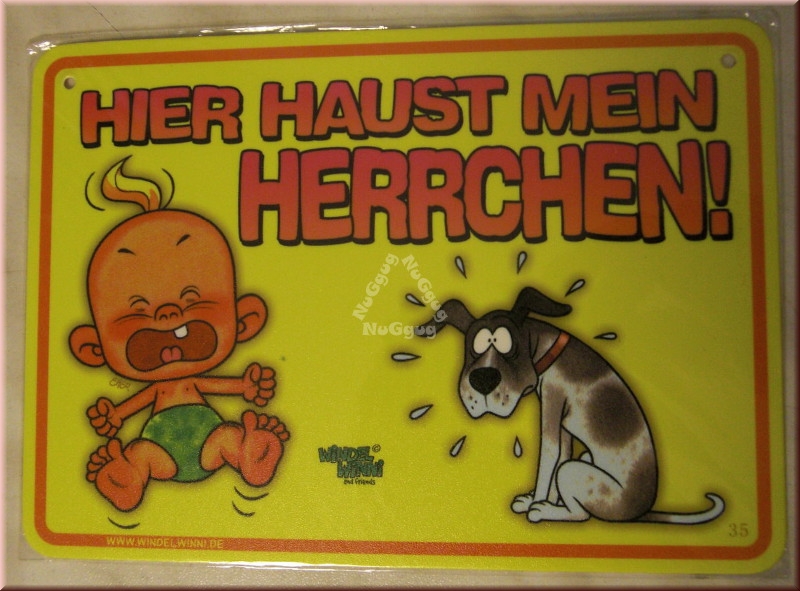 HIER HAUST MEIN
HERRCHEN!
NuGgug
NuGgug
NuGgug
WINDEL ©
WINNI
and friends
WWW.WINDELWINNI.DE
35